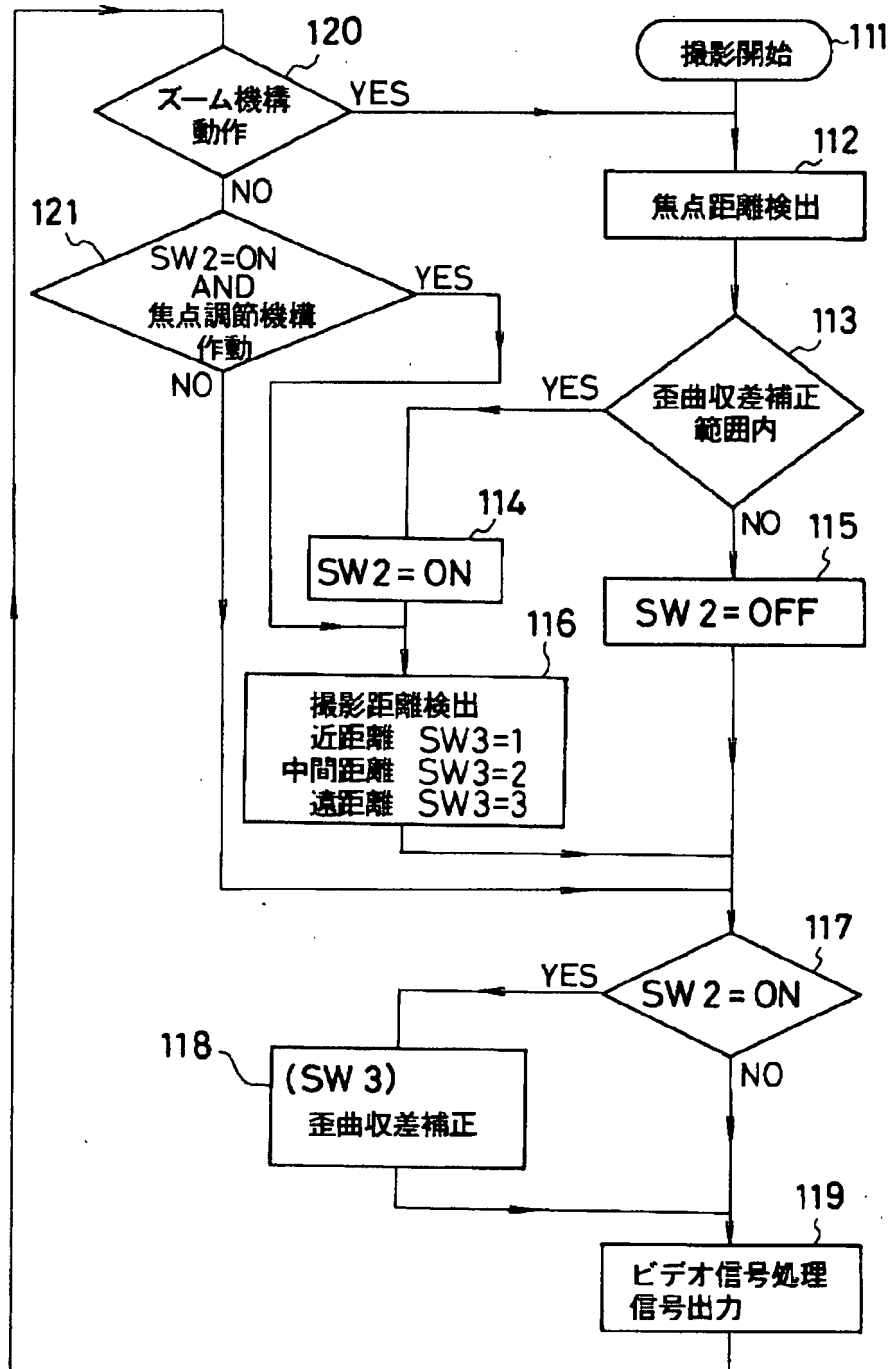 120
ズーム機構
動作
YES
NO
撮影開始
111
112
焦点距離検出
121
SW2=ON
AND
焦点調節機構
作動
YES
NO
113
歪曲収差補正
範囲内
YES
NO
114
SW2=ON
115
SW2=OFF
116
撮影距離検出
近距離 SW3=1
中間距離 SW3=2
遠距離 SW3=3
117
SW2=ON
YES
NO
118
(SW3)
歪曲収差補正
119
ビデオ信号処理
信号出力